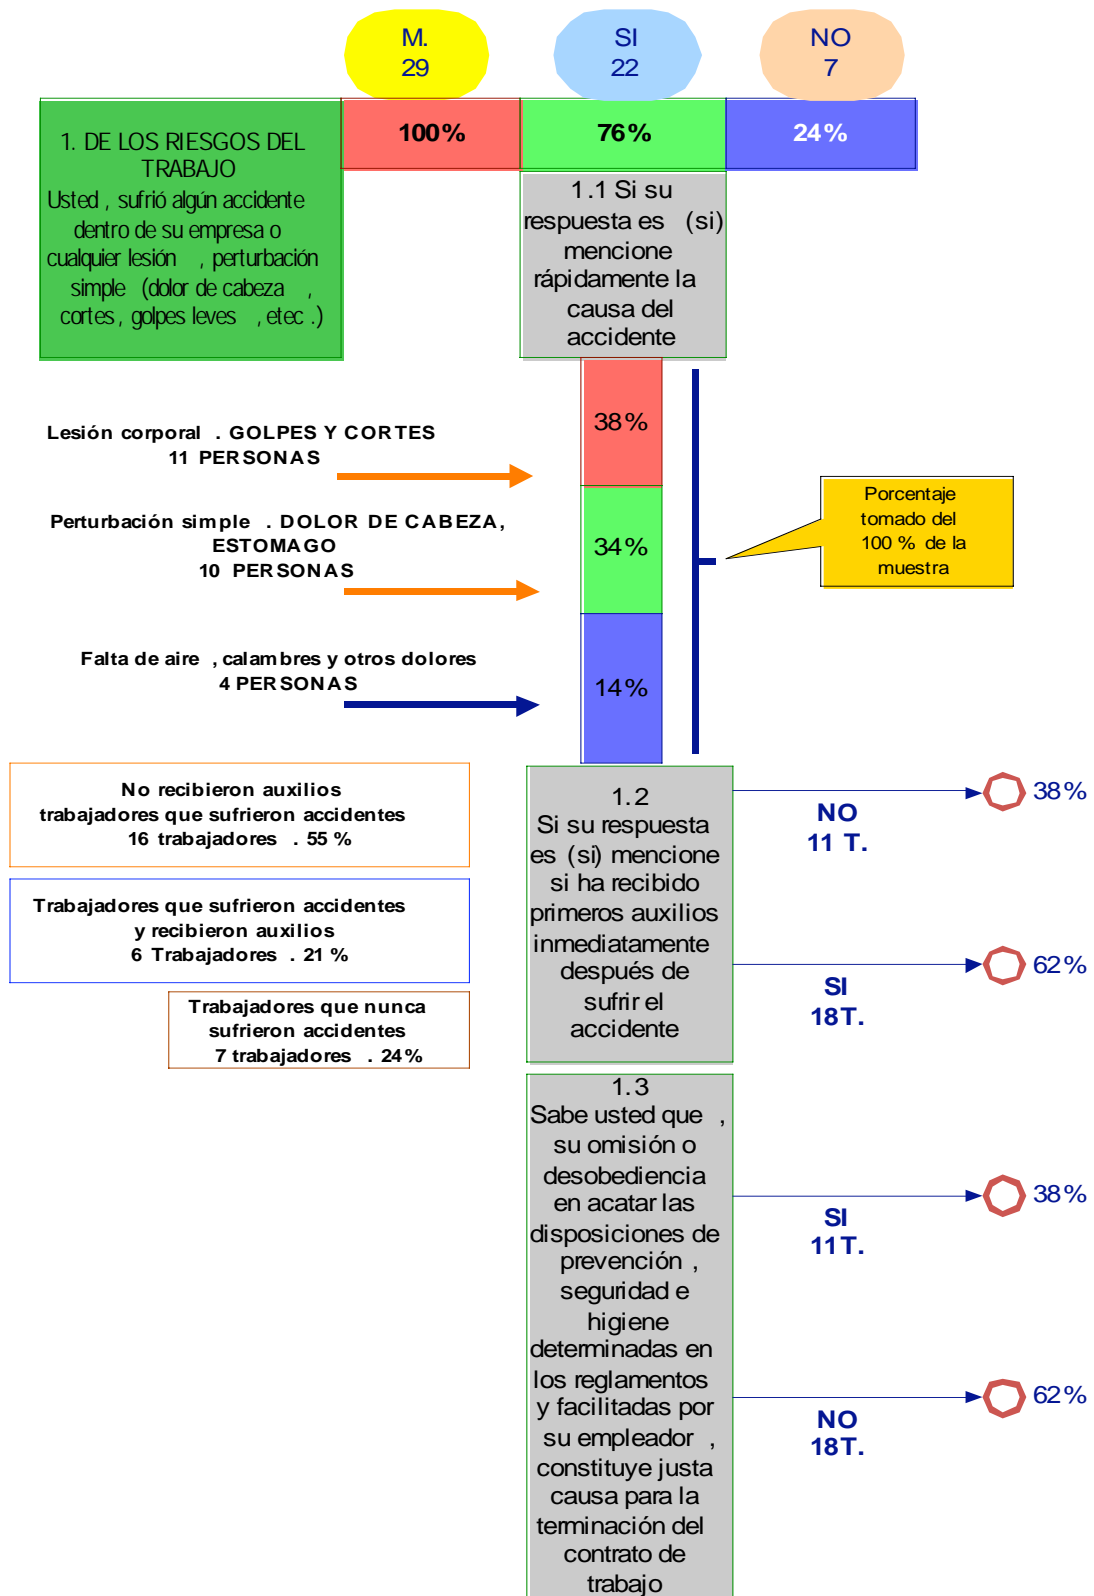 M.
29
SI
22
NO
7
100%
76%
24%
1. DE LOS RIESGOS DEL
TRABAJO
Usted , sufrió algún accidente
dentro de su empresa o
cualquier lesión , perturbación
simple (dolor de cabeza ,
cortes , golpes leves , etec .)
1.1 Si su
respuesta es (si)
mencione
rápidamente la
causa del
accidente
Lesión corporal . GOLPES Y CORTES
11 PERSONAS
38%
Perturbación simple . DOLOR DE CABEZA,
ESTOMAGO
10 PERSONAS
34%
Falta de aire , calambres y otros dolores
4 PERSONAS
14%
Porcentaje
tomado del
100 % de la
muestra
No recibieron auxilios
trabajadores que sufrieron accidentes
16 trabajadores . 55 %
Trabajadores que sufrieron accidentes
y recibieron auxilios
6 Trabajadores . 21 %
Trabajadores que nunca
sufrieron accidentes
7 trabajadores . 24%
1.2
Si su respuesta
es (si) mencione
si ha recibido
primeros auxilios
inmediatamente
después de
sufrir el
accidente
NO
11 T.
38%
SI
18T.
62%
1.3
Sabe usted que ,
su omisión o
desobediencia
en acatar las
disposiciones de
prevención ,
seguridad e
higiene
determinadas en
los reglamentos
y facilitadas por
su empleador ,
constituye justa
causa para la
terminación del
contrato de
trabajo
SI
11T.
38%
NO
18T.
62%